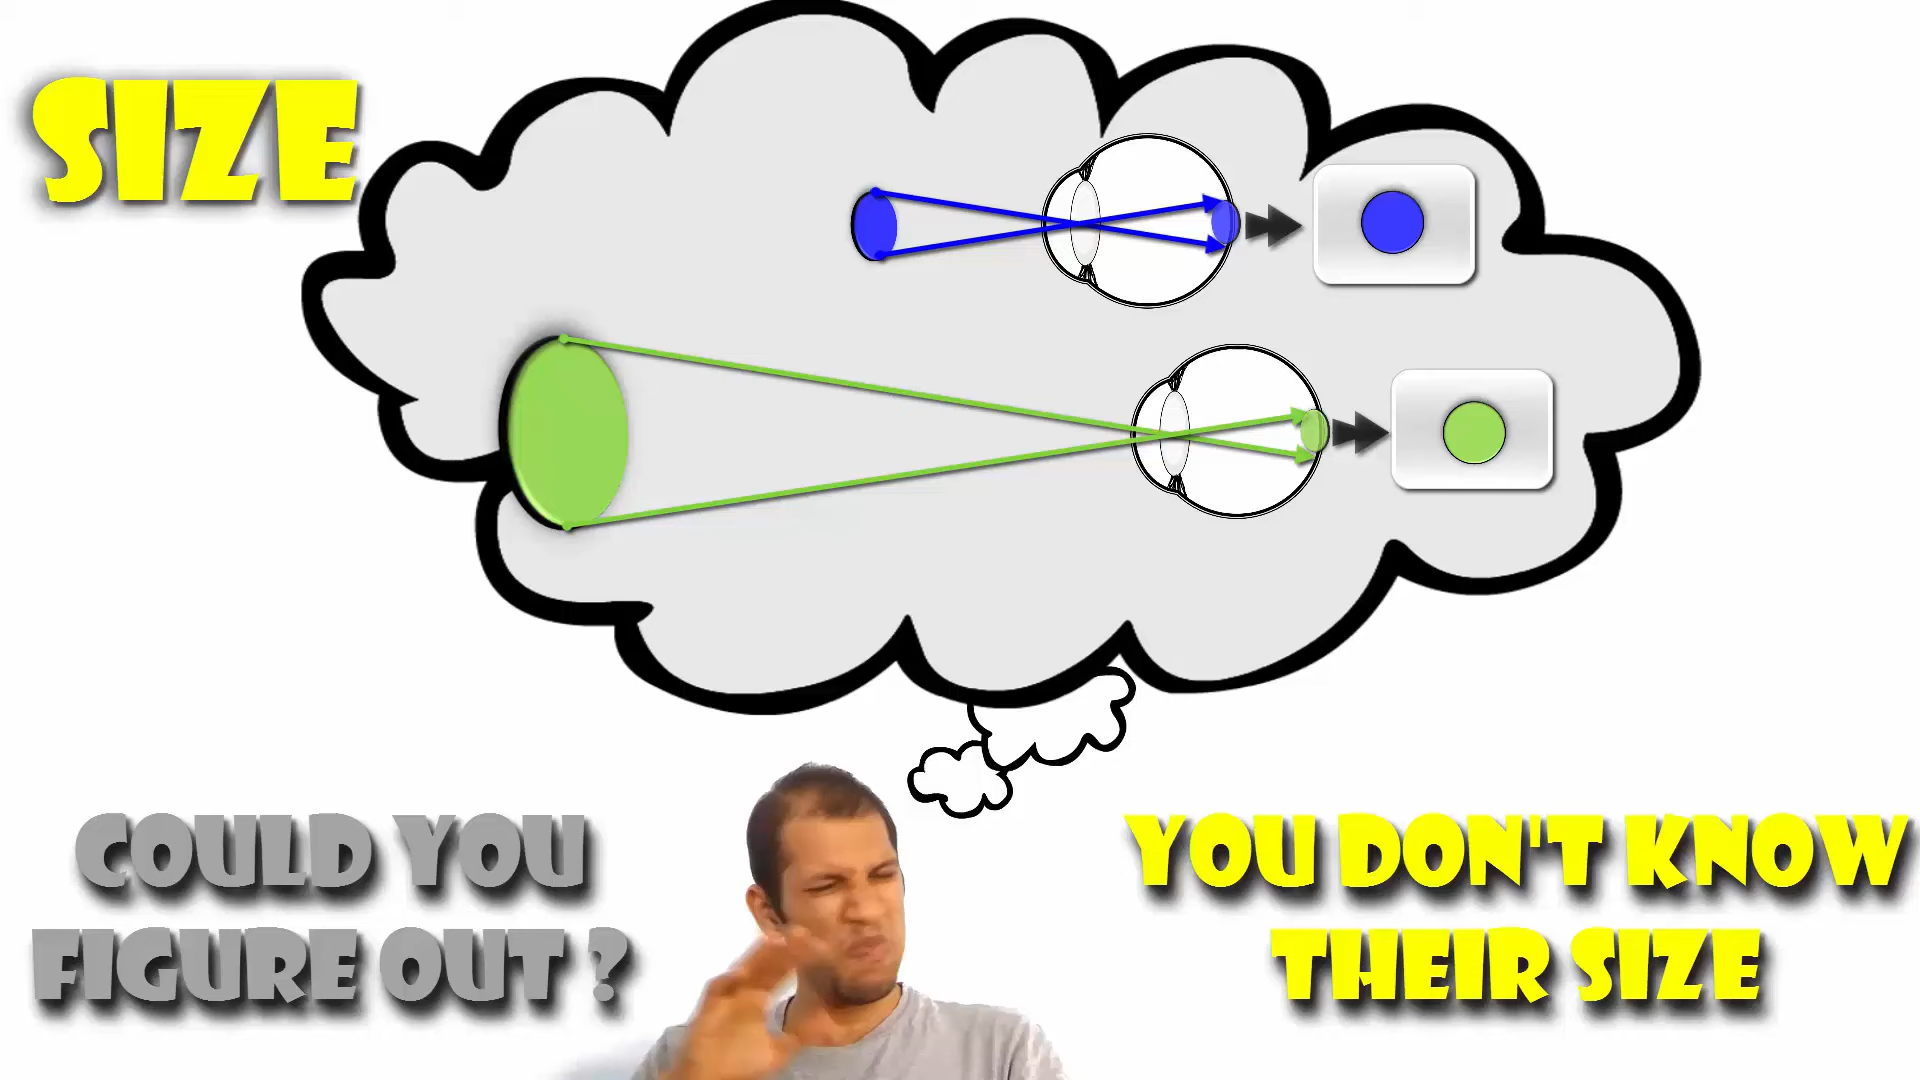 SIZE
COULD YOU
FIGURE OUT ?
YOU DON'T KNOW
THEIR SIZE